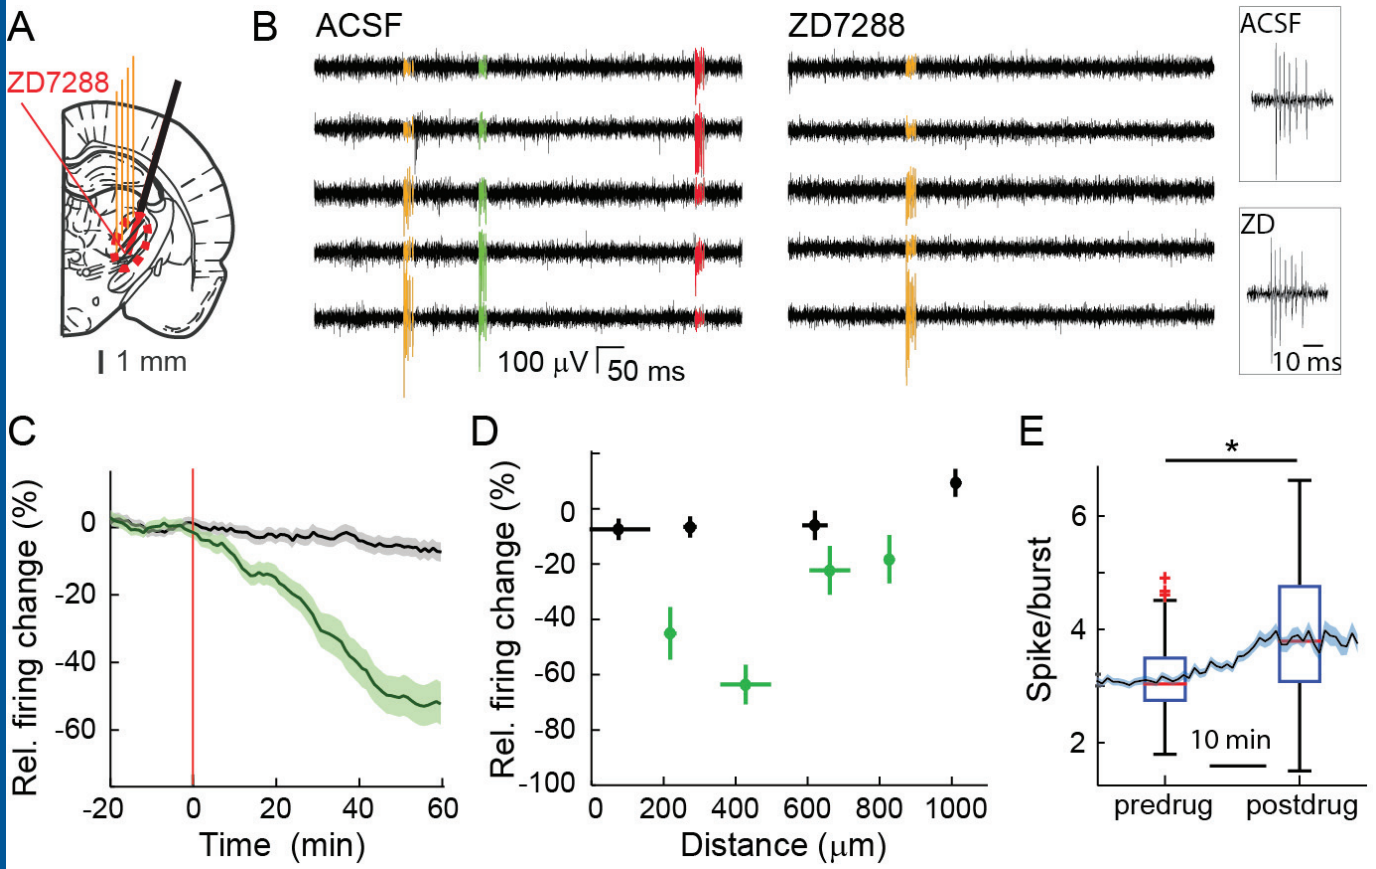 A
ZD7288
1 mm
B
ACSF
ZD7288
100 μV
50 ms
ACSF
ZD
10 ms
C
Rel. firing change (%)
0
-20
-40
-60
-20
0
20
40
60
Time (min)
D
Rel. firing change (%)
0
-20
-40
-60
-80
-100
0
200
400
600
800
1000
Distance (μm)
E
*
Spike/burst
6
4
2
10 min
predrug
postdrug